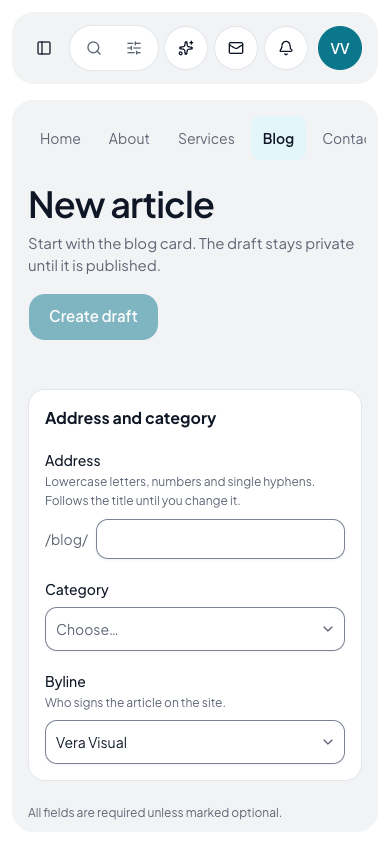 VV
Home About Services Blog Contac
New article
Start with the blog card. The draft stays private
until it is published.
Create draft
Address and category
Address
Lowercase letters, numbers and single hyphens.
Follows the title until you change it.
/blog/
Category
Choose...
Byline
Who signs the article on the site.
Vera Visual
All fields are required unless marked optional.